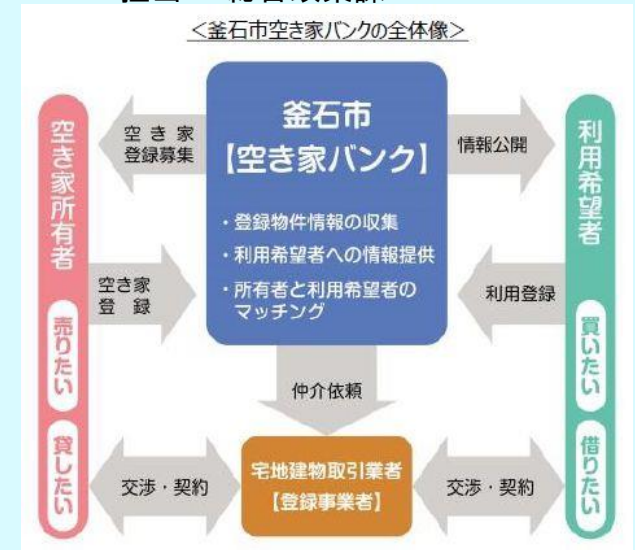 ＜釜石市空き家バンクの全体像＞
釜石市
【空き家バンク】
・登録物件情報の収集
・利用希望者への情報提供
・所有者と利用希望者の
マッチング
空き家所有者
売りたい
貸したい
空き家
登録募集
空き家
登録
情報公開
利用登録
利用希望者
買いたい
借りたい
仲介依頼
宅地建物取引業者
【登録事業者】
交渉・契約
交渉・契約